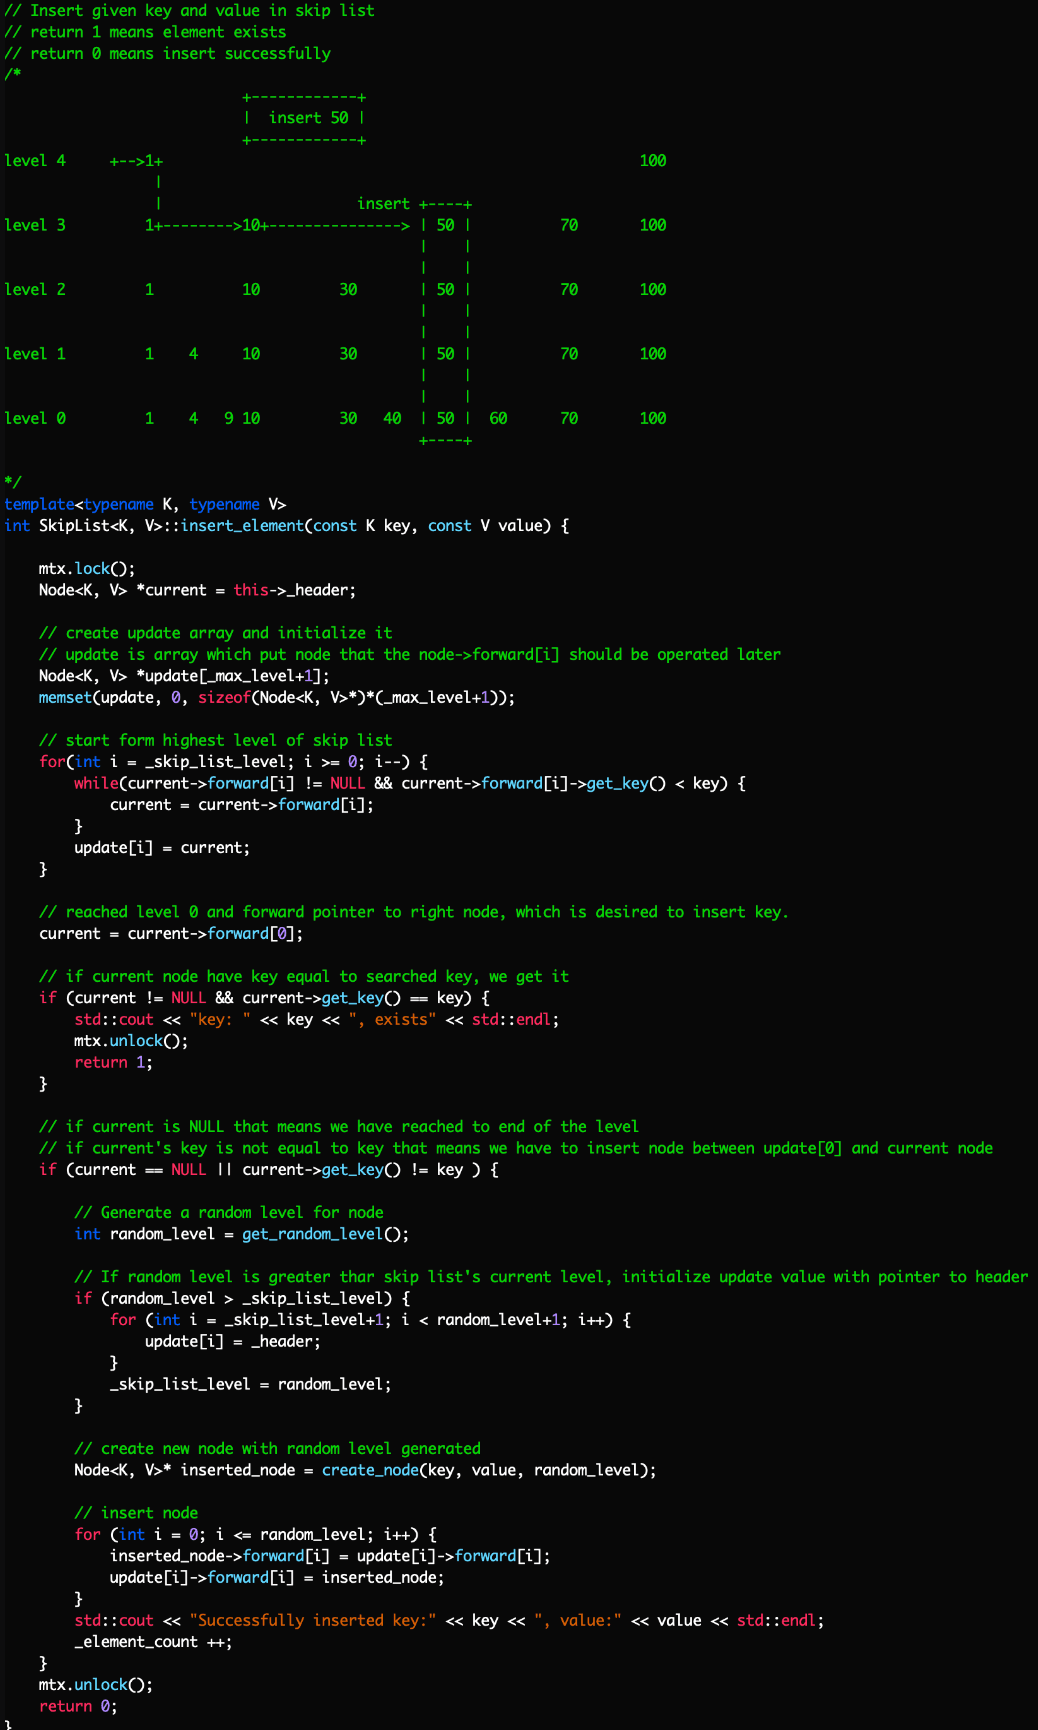 // Insert given key and value in skip list
// return 1 means element exists
// return 0 means insert successfully
/*
                           +------------+
                           |  insert 50 |
                           +------------+
level 4     +-->1+                                                      100
                 |
                 |                      insert +----+
level 3         1+-------->10+---------------> | 50 |          70       100
                                               |    |
                                               |    |
level 2         1          10         30       | 50 |          70       100
                                               |    |
                                               |    |
level 1         1    4     10         30       | 50 |          70       100
                                               |    |
                                               |    |
level 0         1    4   9 10         30   40  | 50 |  60      70       100
                                               +----+

*/
template<typename K, typename V>
int SkipList<K, V>::insert_element(const K key, const V value) {

    mtx.lock();
    Node<K, V> *current = this->_header;

    // create update array and initialize it
    // update is array which put node that the node->forward[i] should be operated later
    Node<K, V> *update[_max_level+1];
    memset(update, 0, sizeof(Node<K, V>*)*(_max_level+1));

    // start form highest level of skip list
    for(int i = _skip_list_level; i >= 0; i--) {
        while(current->forward[i] != NULL && current->forward[i]->get_key() < key) {
            current = current->forward[i];
        }
        update[i] = current;
    }

    // reached level 0 and forward pointer to right node, which is desired to insert key.
    current = current->forward[0];

    // if current node have key equal to searched key, we get it
    if (current != NULL && current->get_key() == key) {
        std::cout << "key: " << key << ", exists" << std::endl;
        mtx.unlock();
        return 1;
    }

    // if current is NULL that means we have reached to end of the level
    // if current's key is not equal to key that means we have to insert node between update[0] and current node
    if (current == NULL || current->get_key() != key ) {

        // Generate a random level for node
        int random_level = get_random_level();

        // If random level is greater thar skip list's current level, initialize update value with pointer to header
        if (random_level > _skip_list_level) {
            for (int i = _skip_list_level+1; i < random_level+1; i++) {
                update[i] = _header;
            }
            _skip_list_level = random_level;
        }

        // create new node with random level generated
        Node<K, V>* inserted_node = create_node(key, value, random_level);

        // insert node
        for (int i = 0; i <= random_level; i++) {
            inserted_node->forward[i] = update[i]->forward[i];
            update[i]->forward[i] = inserted_node;
        }
        std::cout << "Successfully inserted key:" << key << ", value:" << value << std::endl;
        _element_count ++;
    }
    mtx.unlock();
    return 0;
}